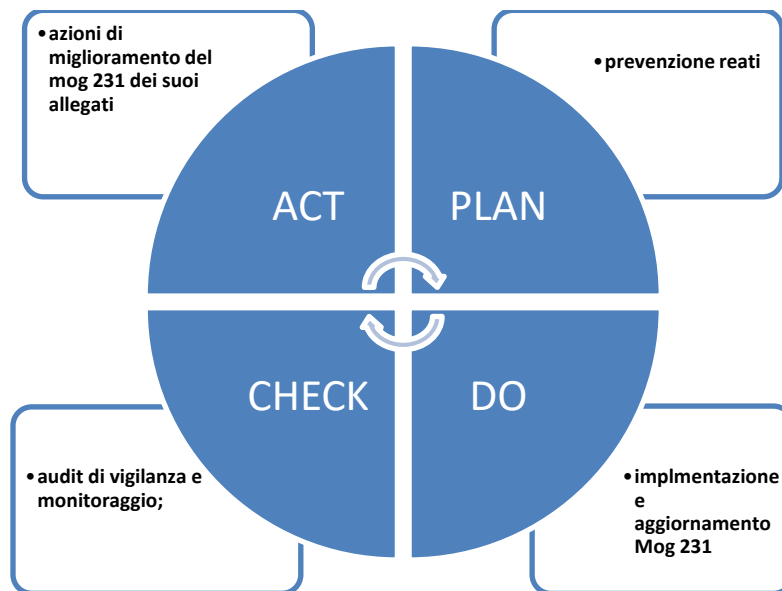 •azioni di
miglioramento del
mog 231 dei suoi
allegati
•prevenzione reati
ACT
PLAN
CHECK
DO
•audit di vigilanza e
monitoraggio;
•implmentazione
e
aggiornamento
Mog 231